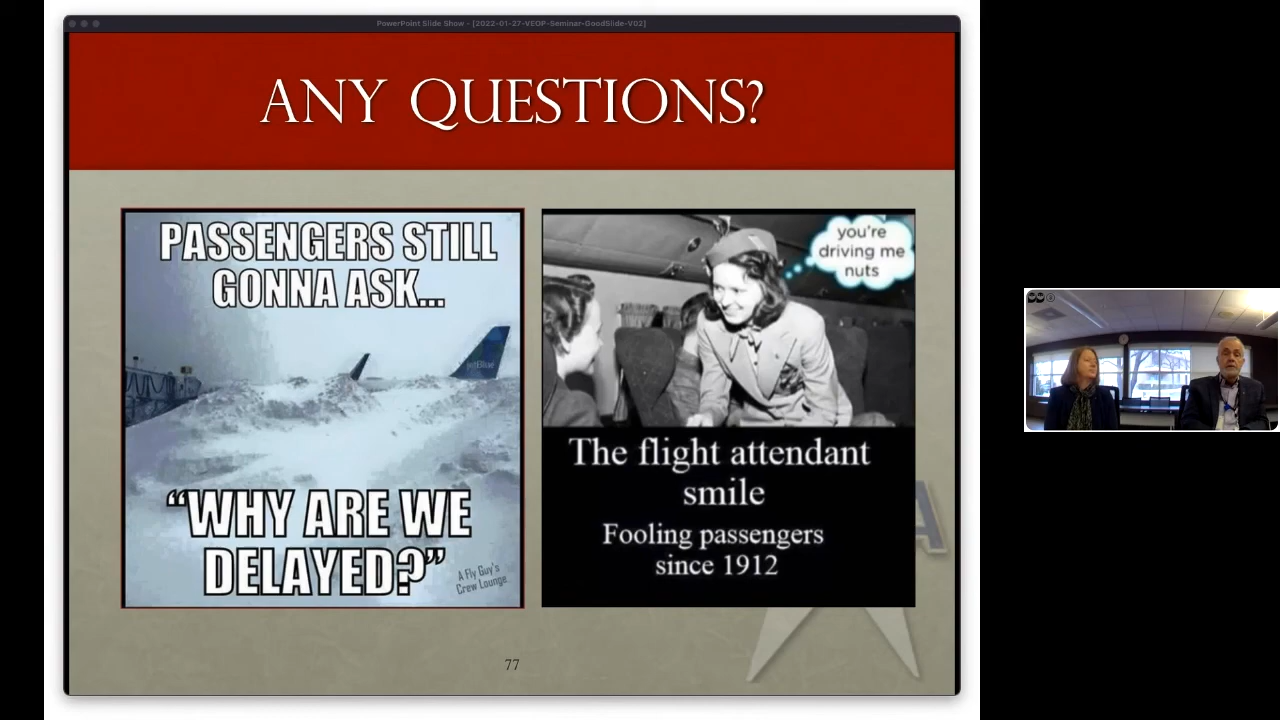 PowerPoint Slide Show - [2022-01-27-VEOP-Seminar-GoodSlide-V02]
ANY QUESTIONS?
PASSENGERS STILL
GONNA ASK...
jetBlue
“WHY ARE WE
DELAYED?”
A Fly Guy's
Crew Lounge
you're
driving me
nuts
The flight attendant
smile
Fooling passengers
since 1912
A
77